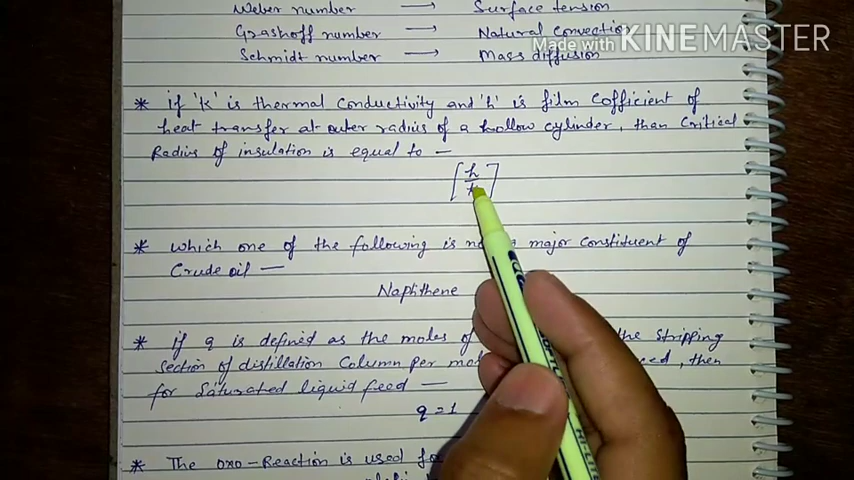 Weber number → Surface tension
Grashoff number → Natural convection
Made with KINEMASTER
Schmidt number → Mass diffusion
* if 'k' is thermal conductivity and 'h' is film cofficient of
heat transfer at outer radius of a hollow cylinder, than critical
Radius of insulation is equal to —
[h/k]
* which one of the following is major constituent of
Crude oil —
Naphthene
* if q is defined as the moles of the stripping
section of distillation column per , then
for saturated liquid feed —
q = 1
* The oxo-Reaction is used